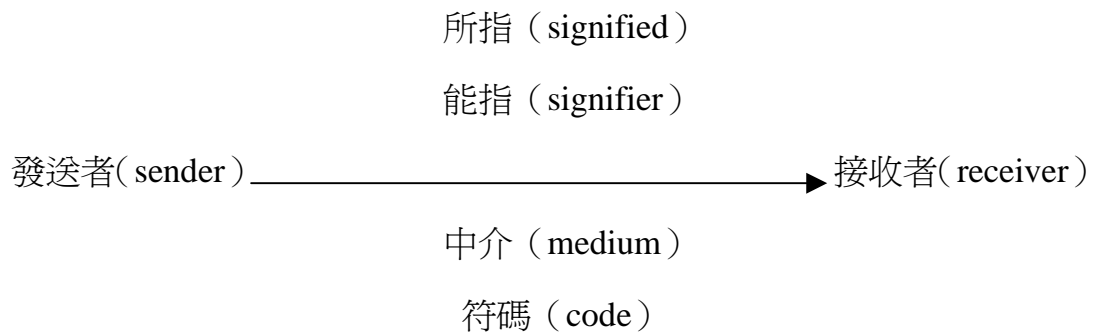 所指（signified）
能指（signifier）
發送者（sender） 接收者（receiver）
中介（medium）
符碼（code）